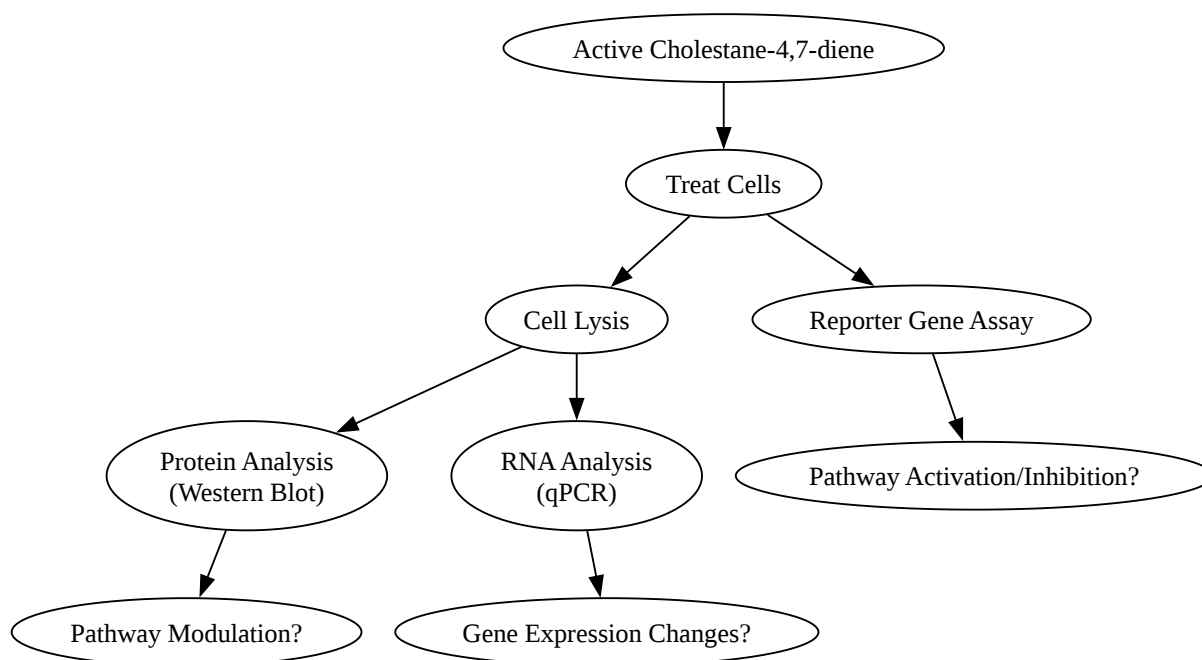 Active Cholestane-4,7-diene
Treat Cells
Cell Lysis
Reporter Gene Assay
Protein Analysis
(Western Blot)
RNA Analysis
(qPCR)
Pathway Activation/Inhibition?
Pathway Modulation?
Gene Expression Changes?